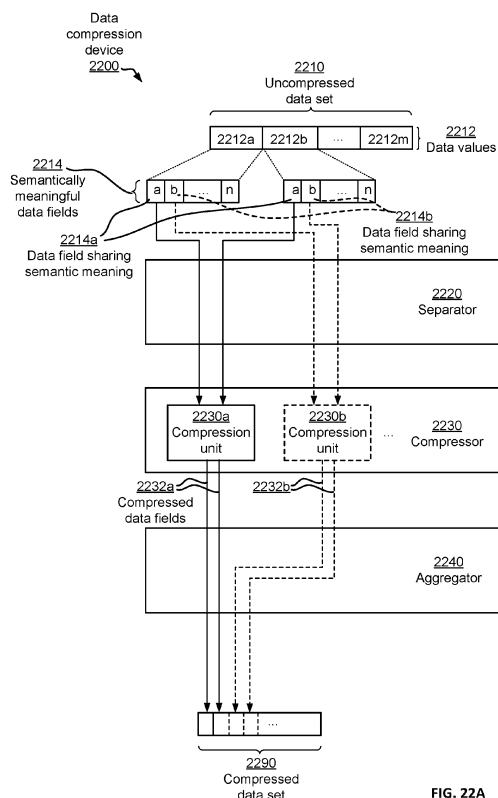 Data
compression
device
2200
2210
Uncompressed
data set
2212a 2212b ... 2212m
2212
Data values
2214
Semantically
meaningful
data fields
a b ... n
a b ... n
2214a
Data field sharing
semantic meaning
2214b
Data field sharing
semantic meaning
2220
Separator
2230a
Compression
unit
2230b
Compression
unit
...
2230
Compressor
2232a
Compressed
data fields
2232b
2240
Aggregator
...
2290
Compressed
data set
FIG. 22A